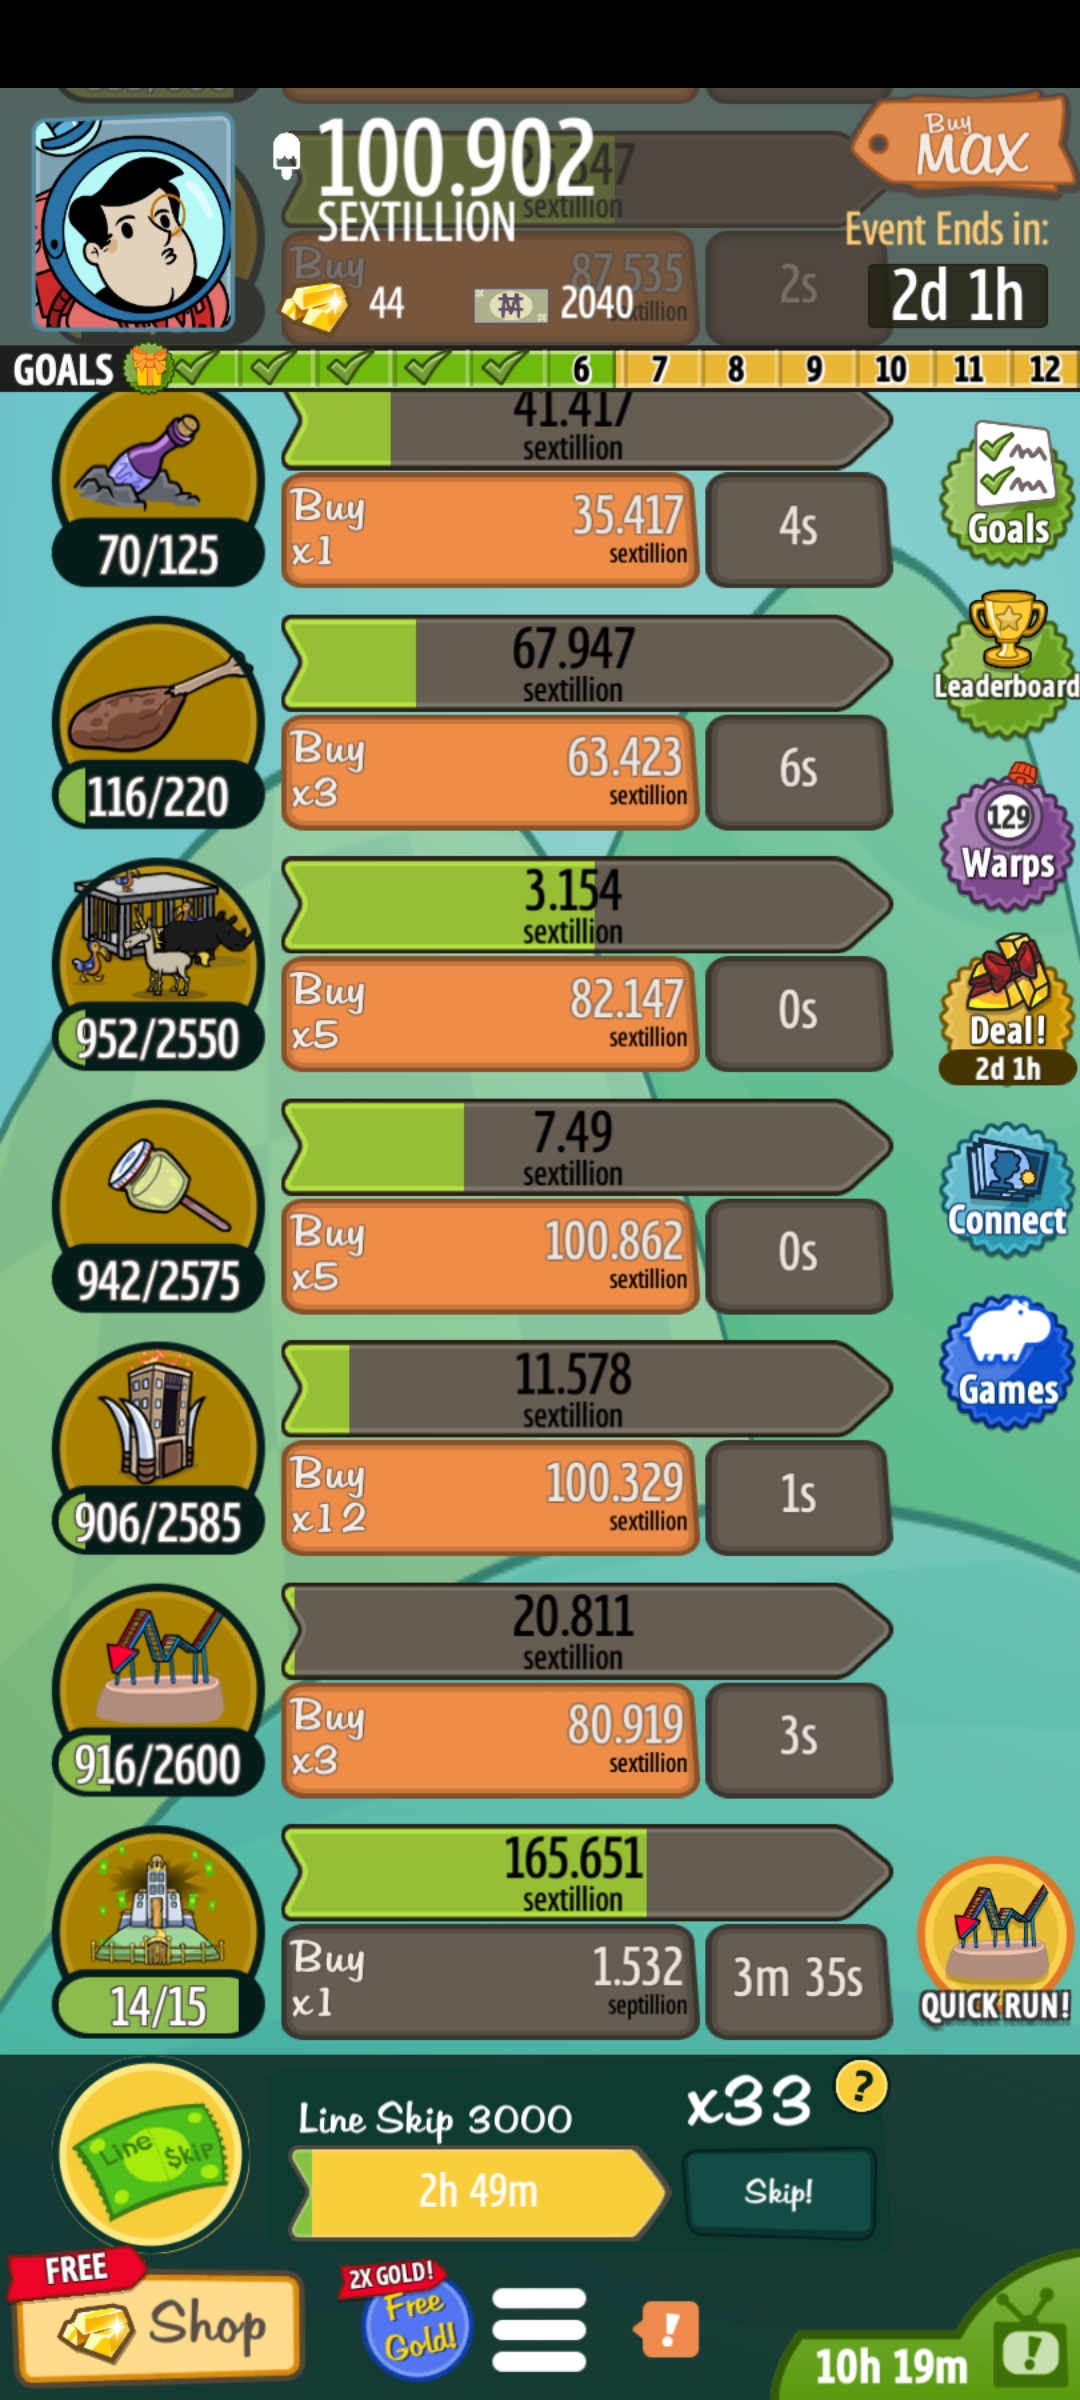 100.902
SEXTILLION
Buy
MAX
Event Ends in:
2d 1h
sextillion
Buy
87.535
2s
44
2040
GOALS
6
7
8
9
10
11
12
41.417
sextillion
Buy
x1
35.417
sextillion
4s
70/125
Goals
67.947
sextillion
Buy
x3
63.423
sextillion
6s
116/220
Leaderboard
129
Warps
3.154
sextillion
Buy
x5
82.147
sextillion
0s
952/2550
Deal!
2d 1h
7.49
sextillion
Buy
x5
100.862
sextillion
0s
942/2575
Connect
11.578
sextillion
Buy
x12
100.329
sextillion
1s
906/2585
Games
20.811
sextillion
Buy
x3
80.919
sextillion
3s
916/2600
165.651
sextillion
Buy
x1
1.532
septillion
3m 35s
14/15
QUICK RUN!
Line Skip
Line Skip 3000
x33
?
2h 49m
Skip!
FREE
Shop
2X GOLD!
Free
Gold!
!
10h 19m
!